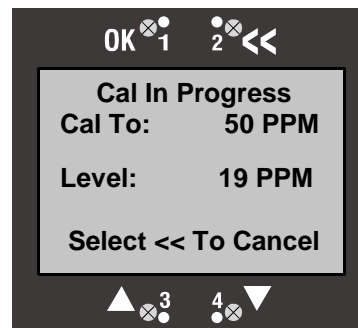 OK 1 2 <<
Cal In Progress
Cal To: 50 PPM
Level: 19 PPM
Select << To Cancel
3 4